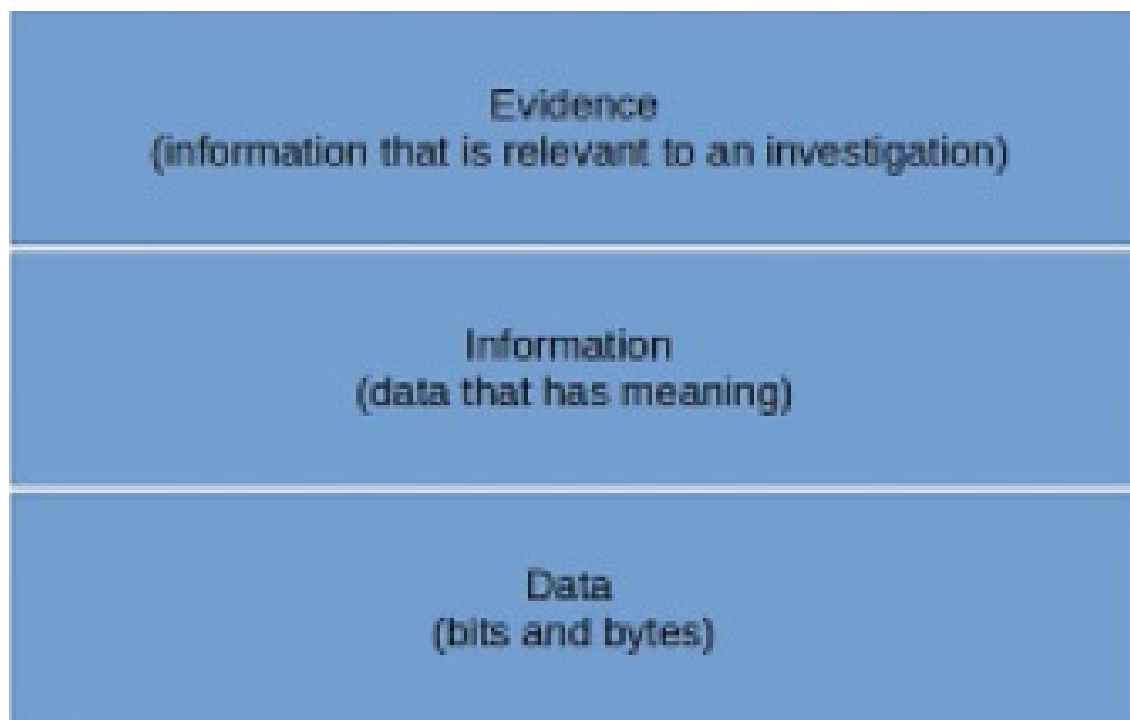 Evidence
(information that is relevant to an investigation)
Information
(data that has meaning)
Data
(bits and bytes)